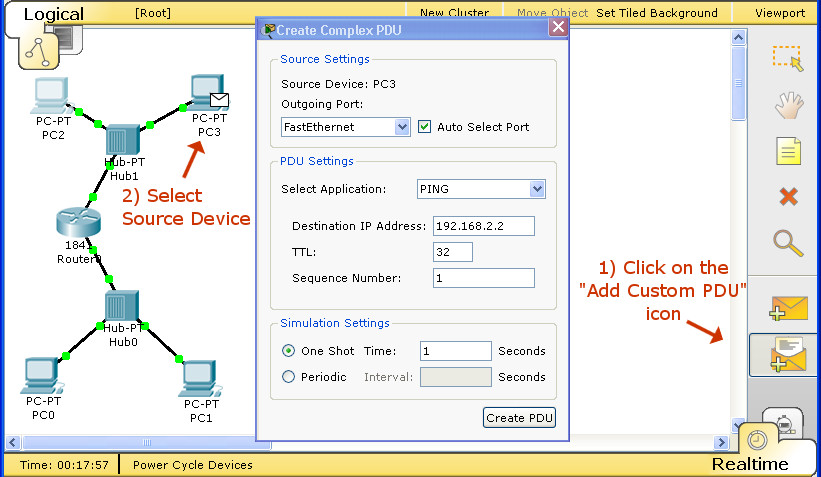 Logical
[Root]
New Cluster
Move Object
Set Tiled Background
Viewport
PC-PT
PC2
PC-PT
PC3
Hub-PT
Hub1
2) Select
Source Device
1841
Router0
Hub-PT
Hub0
PC-PT
PC0
PC-PT
PC1
Create Complex PDU
Source Settings
Source Device: PC3
Outgoing Port:
FastEthernet
Auto Select Port
PDU Settings
Select Application: PING
Destination IP Address: 192.168.2.2
TTL: 32
Sequence Number: 1
Simulation Settings
One Shot Time: 1 Seconds
Periodic Interval: Seconds
Create PDU
1) Click on the
"Add Custom PDU"
icon
Time: 00:17:57
Power Cycle Devices
Realtime